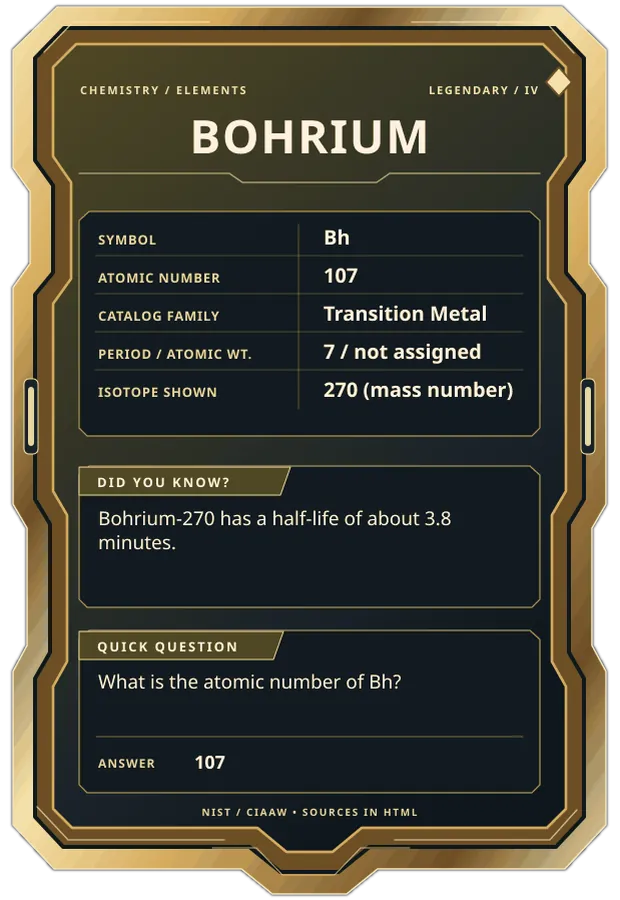 CHEMISTRY / ELEMENTS
LEGENDARY / IV
BOHRIUM
SYMBOL Bh
ATOMIC NUMBER 107
CATALOG FAMILY Transition Metal
PERIOD / ATOMIC WT. 7 / not assigned
ISOTOPE SHOWN 270 (mass number)
DID YOU KNOW?
Bohrium-270 has a half-life of about 3.8
minutes.
QUICK QUESTION
What is the atomic number of Bh?
ANSWER 107
NIST / CIAAW • SOURCES IN HTML